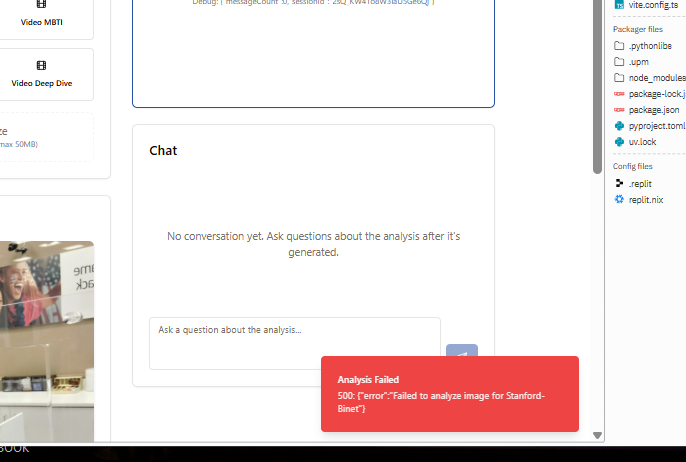 Video MBTI
Video Deep Dive
ze
max 50MB)
Debug: {"messageCount":0,
Chat
No conversation yet. Ask questions about the analysis after it's
generated.
Ask a question about the analysis...
Analysis Failed
500: {"error":"Failed to analyze image for Stanford-
Binet"}
vite.config.ts
Packager files
.pythonlibs
.upm
node_modules
package-lock.j
package.json
pyproject.toml
uv.lock
Config files
.replit
replit.nix
BOOK